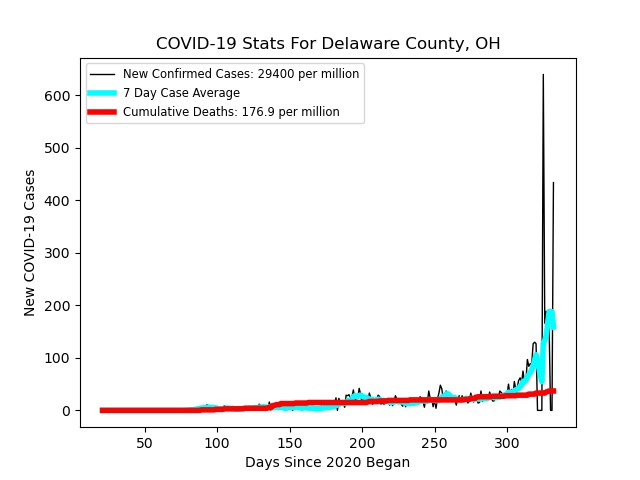 COVID-19 Stats For Delaware County, OH
New Confirmed Cases: 29400 per million
7 Day Case Average
Cumulative Deaths: 176.9 per million
New COVID-19 Cases
600
500
400
300
200
100
0
50
100
150
200
250
300
Days Since 2020 Began